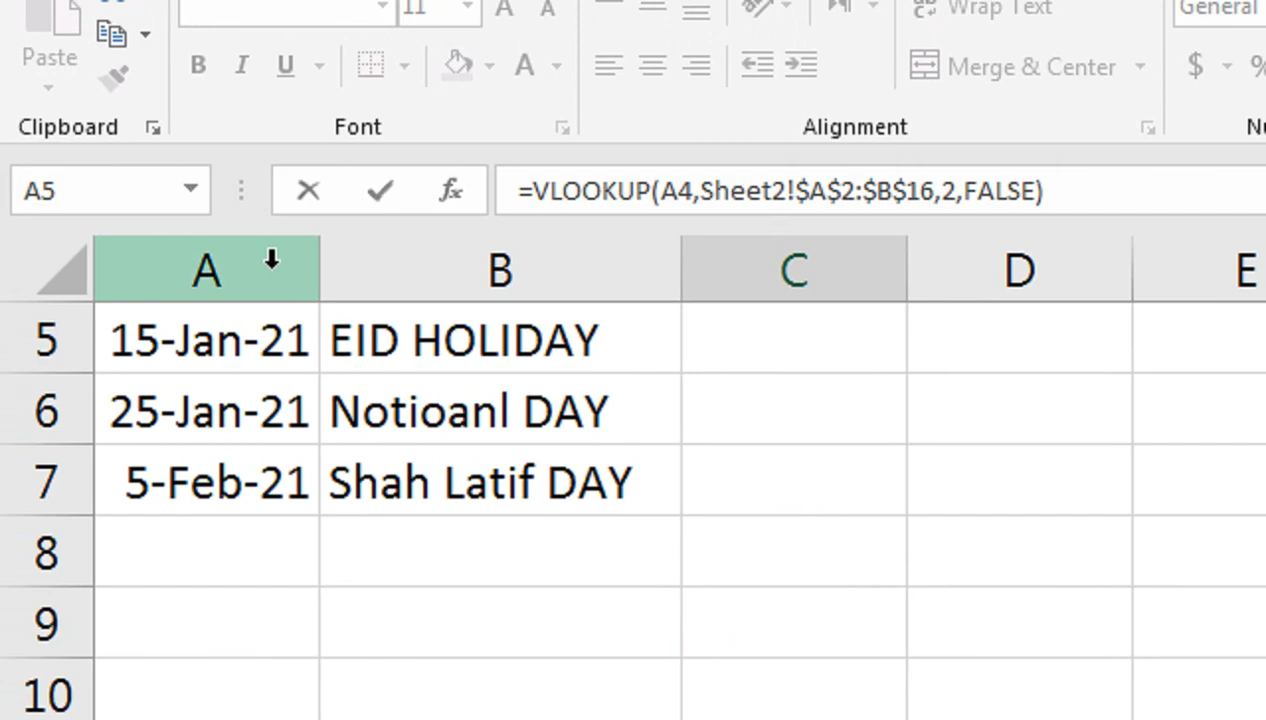 11 A A
Wrap Text
General
Paste
B I U A
Merge & Center
$ %
Clipboard
Font
Alignment
A5
fx
=VLOOKUP(A4,Sheet2!$A$2:$B$16,2,FALSE)
A B C D E
5 15-Jan-21 EID HOLIDAY
6 25-Jan-21 Notioanl DAY
7 5-Feb-21 Shah Latif DAY
8
9
10